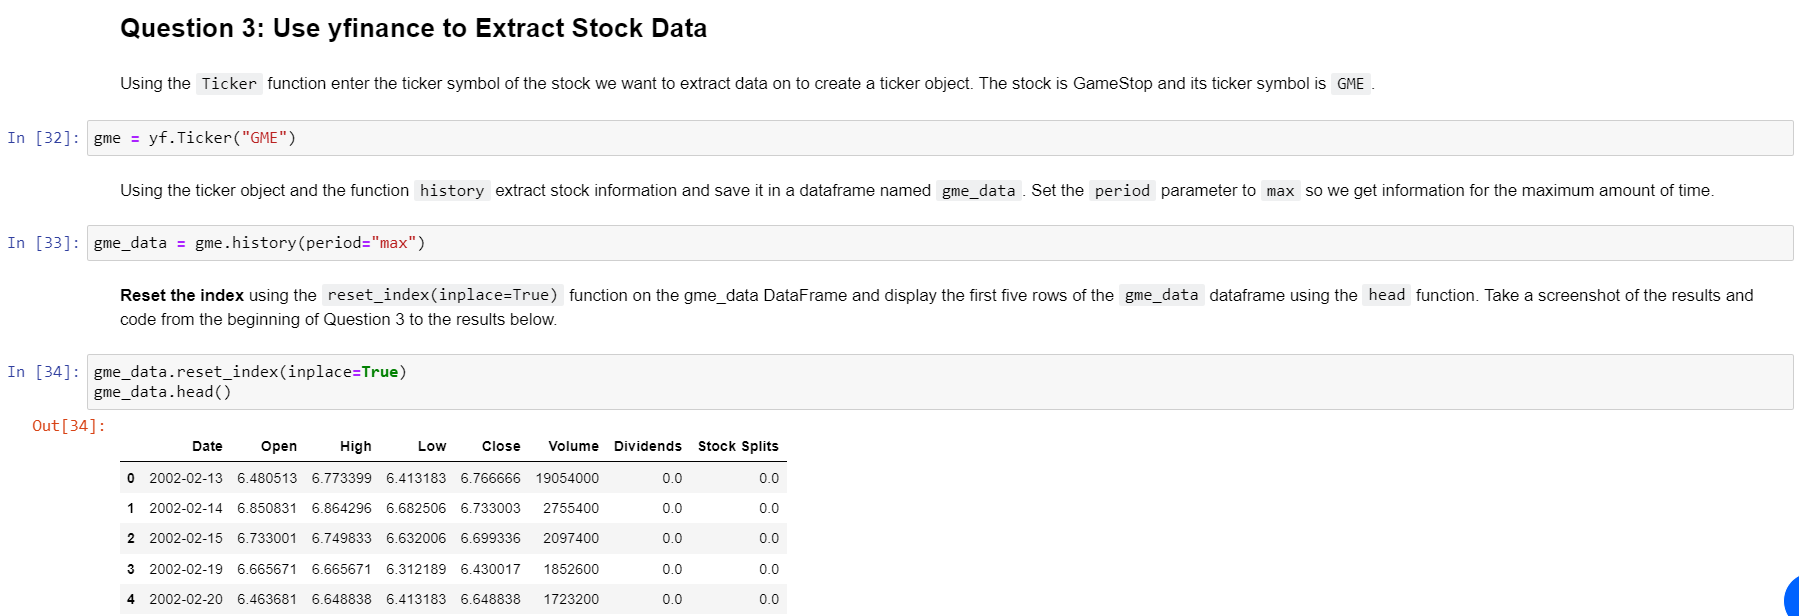 Question 3: Use yfinance to Extract Stock Data
Using the Ticker function enter the ticker symbol of the stock we want to extract data on to create a ticker object. The stock is GameStop and its ticker symbol is GME .
In [32]: gme = yf.Ticker("GME")
Using the ticker object and the function history extract stock information and save it in a dataframe named gme_data . Set the period parameter to max so we get information for the maximum amount of time.
In [33]: gme_data = gme.history(period="max")
Reset the index using the reset_index(inplace=True) function on the gme_data DataFrame and display the first five rows of the gme_data dataframe using the head function. Take a screenshot of the results and
code from the beginning of Question 3 to the results below.
In [34]: gme_data.reset_index(inplace=True)
gme_data.head()
Out[34]:
Date Open High Low Close Volume Dividends Stock Splits
0 2002-02-13 6.480513 6.773399 6.413183 6.766666 19054000 0.0 0.0
1 2002-02-14 6.850831 6.864296 6.682506 6.733003 2755400 0.0 0.0
2 2002-02-15 6.733001 6.749833 6.632006 6.699336 2097400 0.0 0.0
3 2002-02-19 6.665671 6.665671 6.312189 6.430017 1852600 0.0 0.0
4 2002-02-20 6.463681 6.648838 6.413183 6.648838 1723200 0.0 0.0